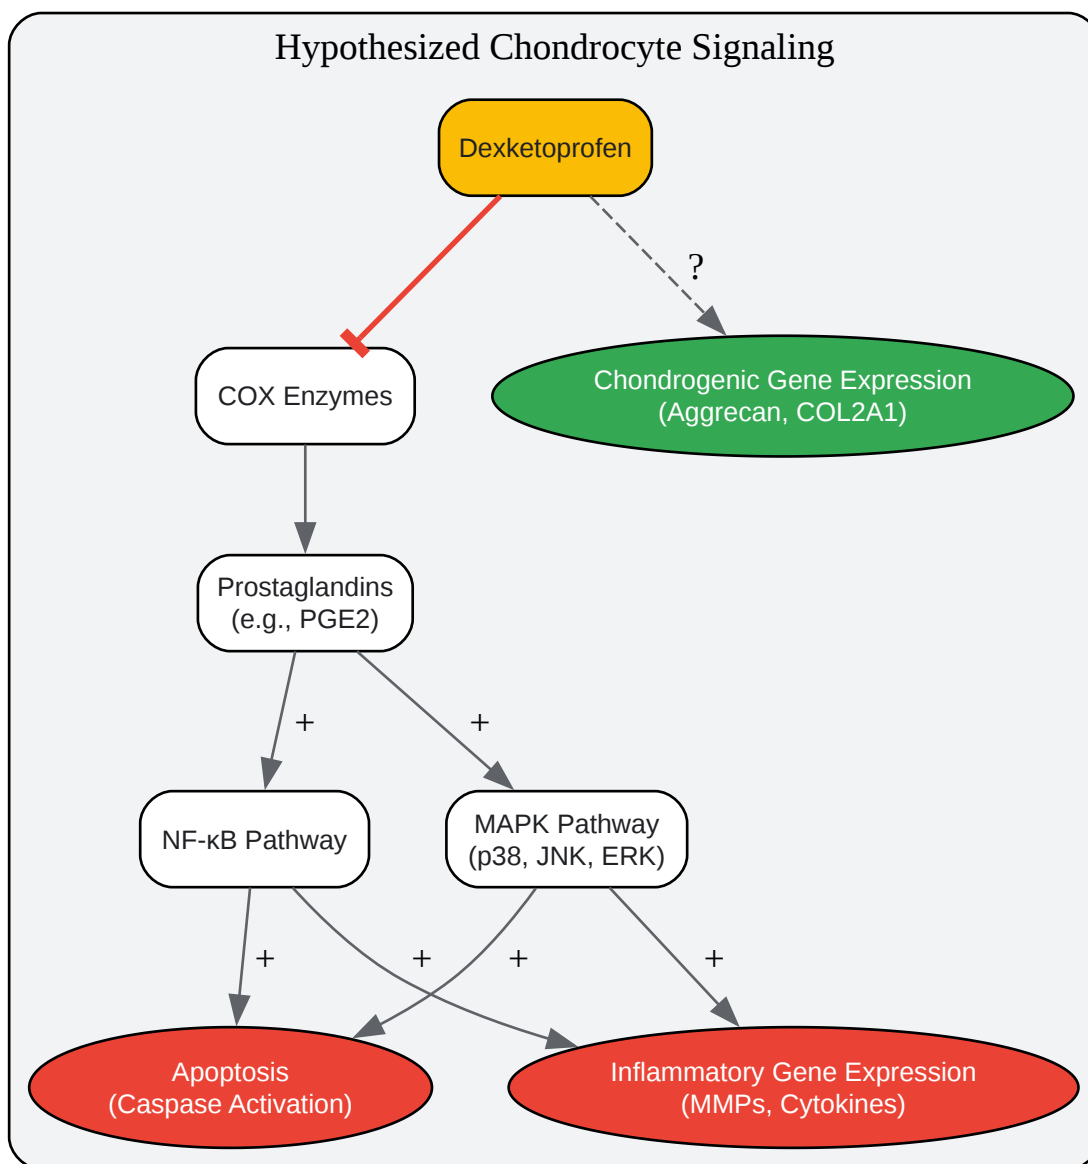 Hypothesized Chondrocyte Signaling
Dexketoprofen
?
COX Enzymes
Chondrogenic Gene Expression
(Aggrecan, COL2A1)
Prostaglandins
(e.g., PGE2)
+
+
NF-κB Pathway
MAPK Pathway
(p38, JNK, ERK)
+
+
+
+
Apoptosis
(Caspase Activation)
Inflammatory Gene Expression
(MMPs, Cytokines)